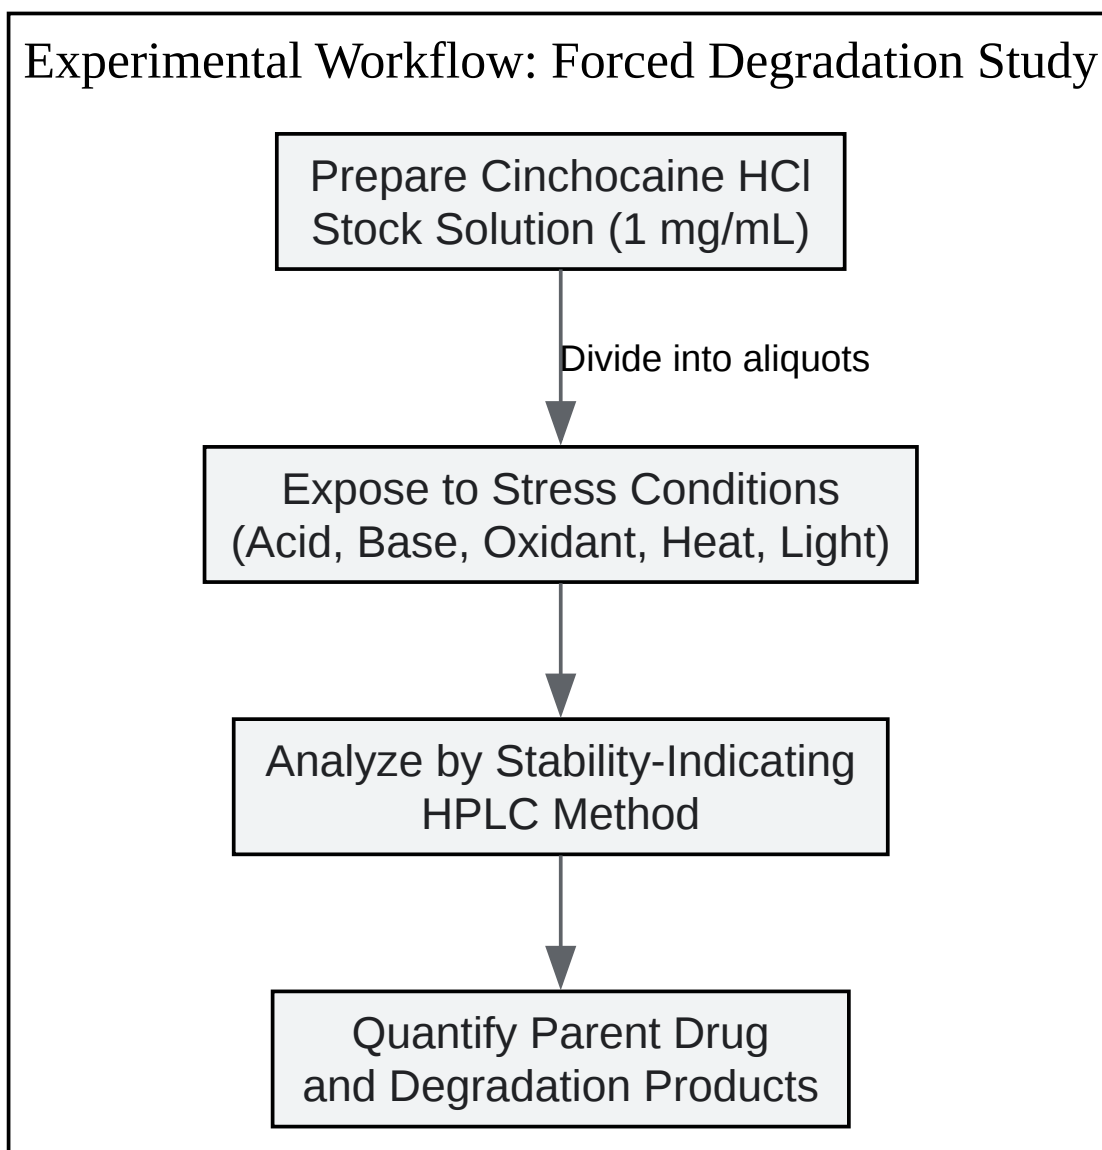 Experimental Workflow: Forced Degradation Study
Prepare Cinchocaine HCl
Stock Solution (1 mg/mL)
Divide into aliquots
Expose to Stress Conditions
(Acid, Base, Oxidant, Heat, Light)
Analyze by Stability-Indicating
HPLC Method
Quantify Parent Drug
and Degradation Products